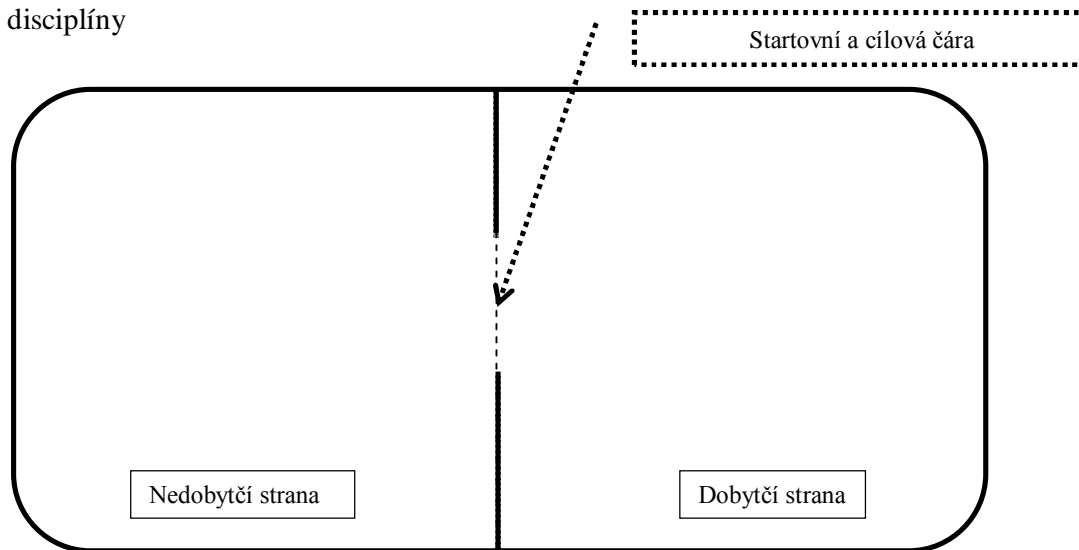 disciplíny
Startovní a cílová čára
Nedobytčí strana
Dobytčí strana